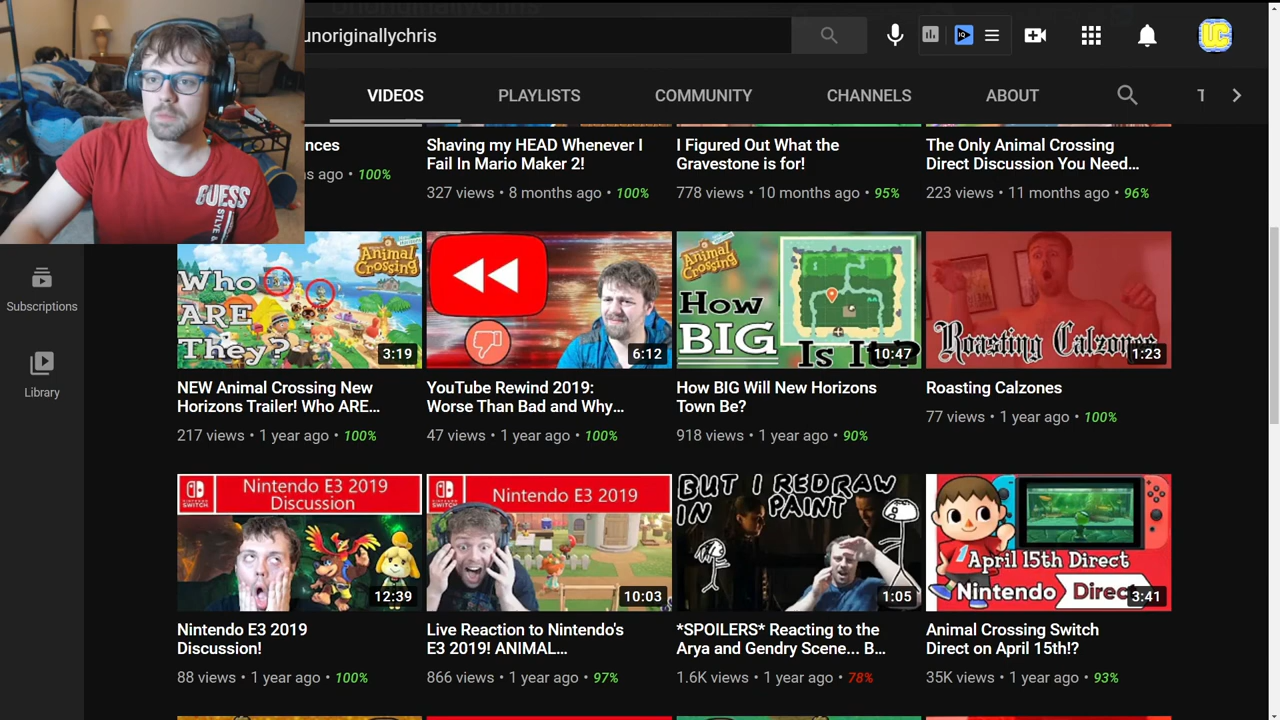 unoriginallychris
UC
VIDEOS
PLAYLISTS
COMMUNITY
CHANNELS
ABOUT
GUESS
Subscriptions
Library
nces
s ago • 100%
Shaving my HEAD Whenever I
Fail In Mario Maker 2!
327 views • 8 months ago • 100%
I Figured Out What the
Gravestone is for!
778 views • 10 months ago • 95%
The Only Animal Crossing
Direct Discussion You Need...
223 views • 11 months ago • 96%
Animal
Crossing
Who
ARE
They?
3:19
6:12
Animal
Crossing
How
BIG
Is It?
10:47
Roasting Calzones
1:23
NEW Animal Crossing New
Horizons Trailer! Who ARE...
217 views • 1 year ago • 100%
YouTube Rewind 2019:
Worse Than Bad and Why...
47 views • 1 year ago • 100%
How BIG Will New Horizons
Town Be?
918 views • 1 year ago • 90%
Roasting Calzones
77 views • 1 year ago • 100%
NINTENDO
SWITCH
Nintendo E3 2019
Discussion
12:39
NINTENDO
SWITCH
Nintendo E3 2019
10:03
BUT I REDRAW
IN PAINT
1:05
April 15th Direct
Nintendo Direct
3:41
Nintendo E3 2019
Discussion!
88 views • 1 year ago • 100%
Live Reaction to Nintendo's
E3 2019! ANIMAL...
866 views • 1 year ago • 97%
*SPOILERS* Reacting to the
Arya and Gendry Scene... B...
1.6K views • 1 year ago • 78%
Animal Crossing Switch
Direct on April 15th!?
35K views • 1 year ago • 93%